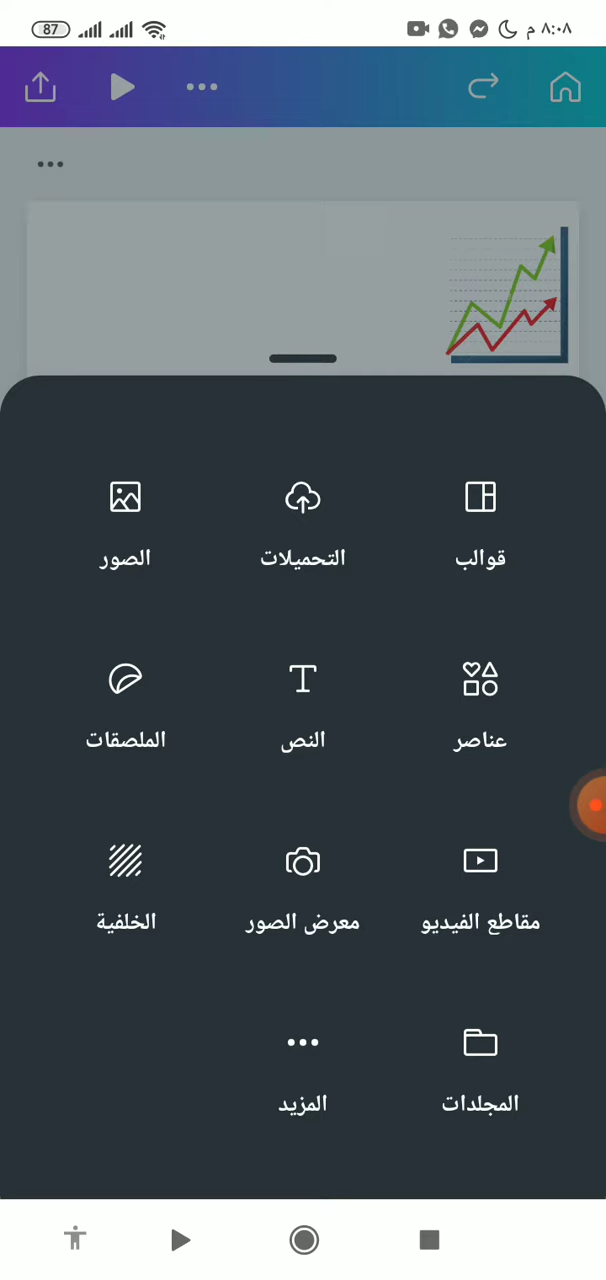 ٨:٠٨ م
87
قوالب
التحميلات
الصور
عناصر
النص
الملصقات
مقاطع الفيديو
معرض الصور
الخلفية
المجلدات
المزيد